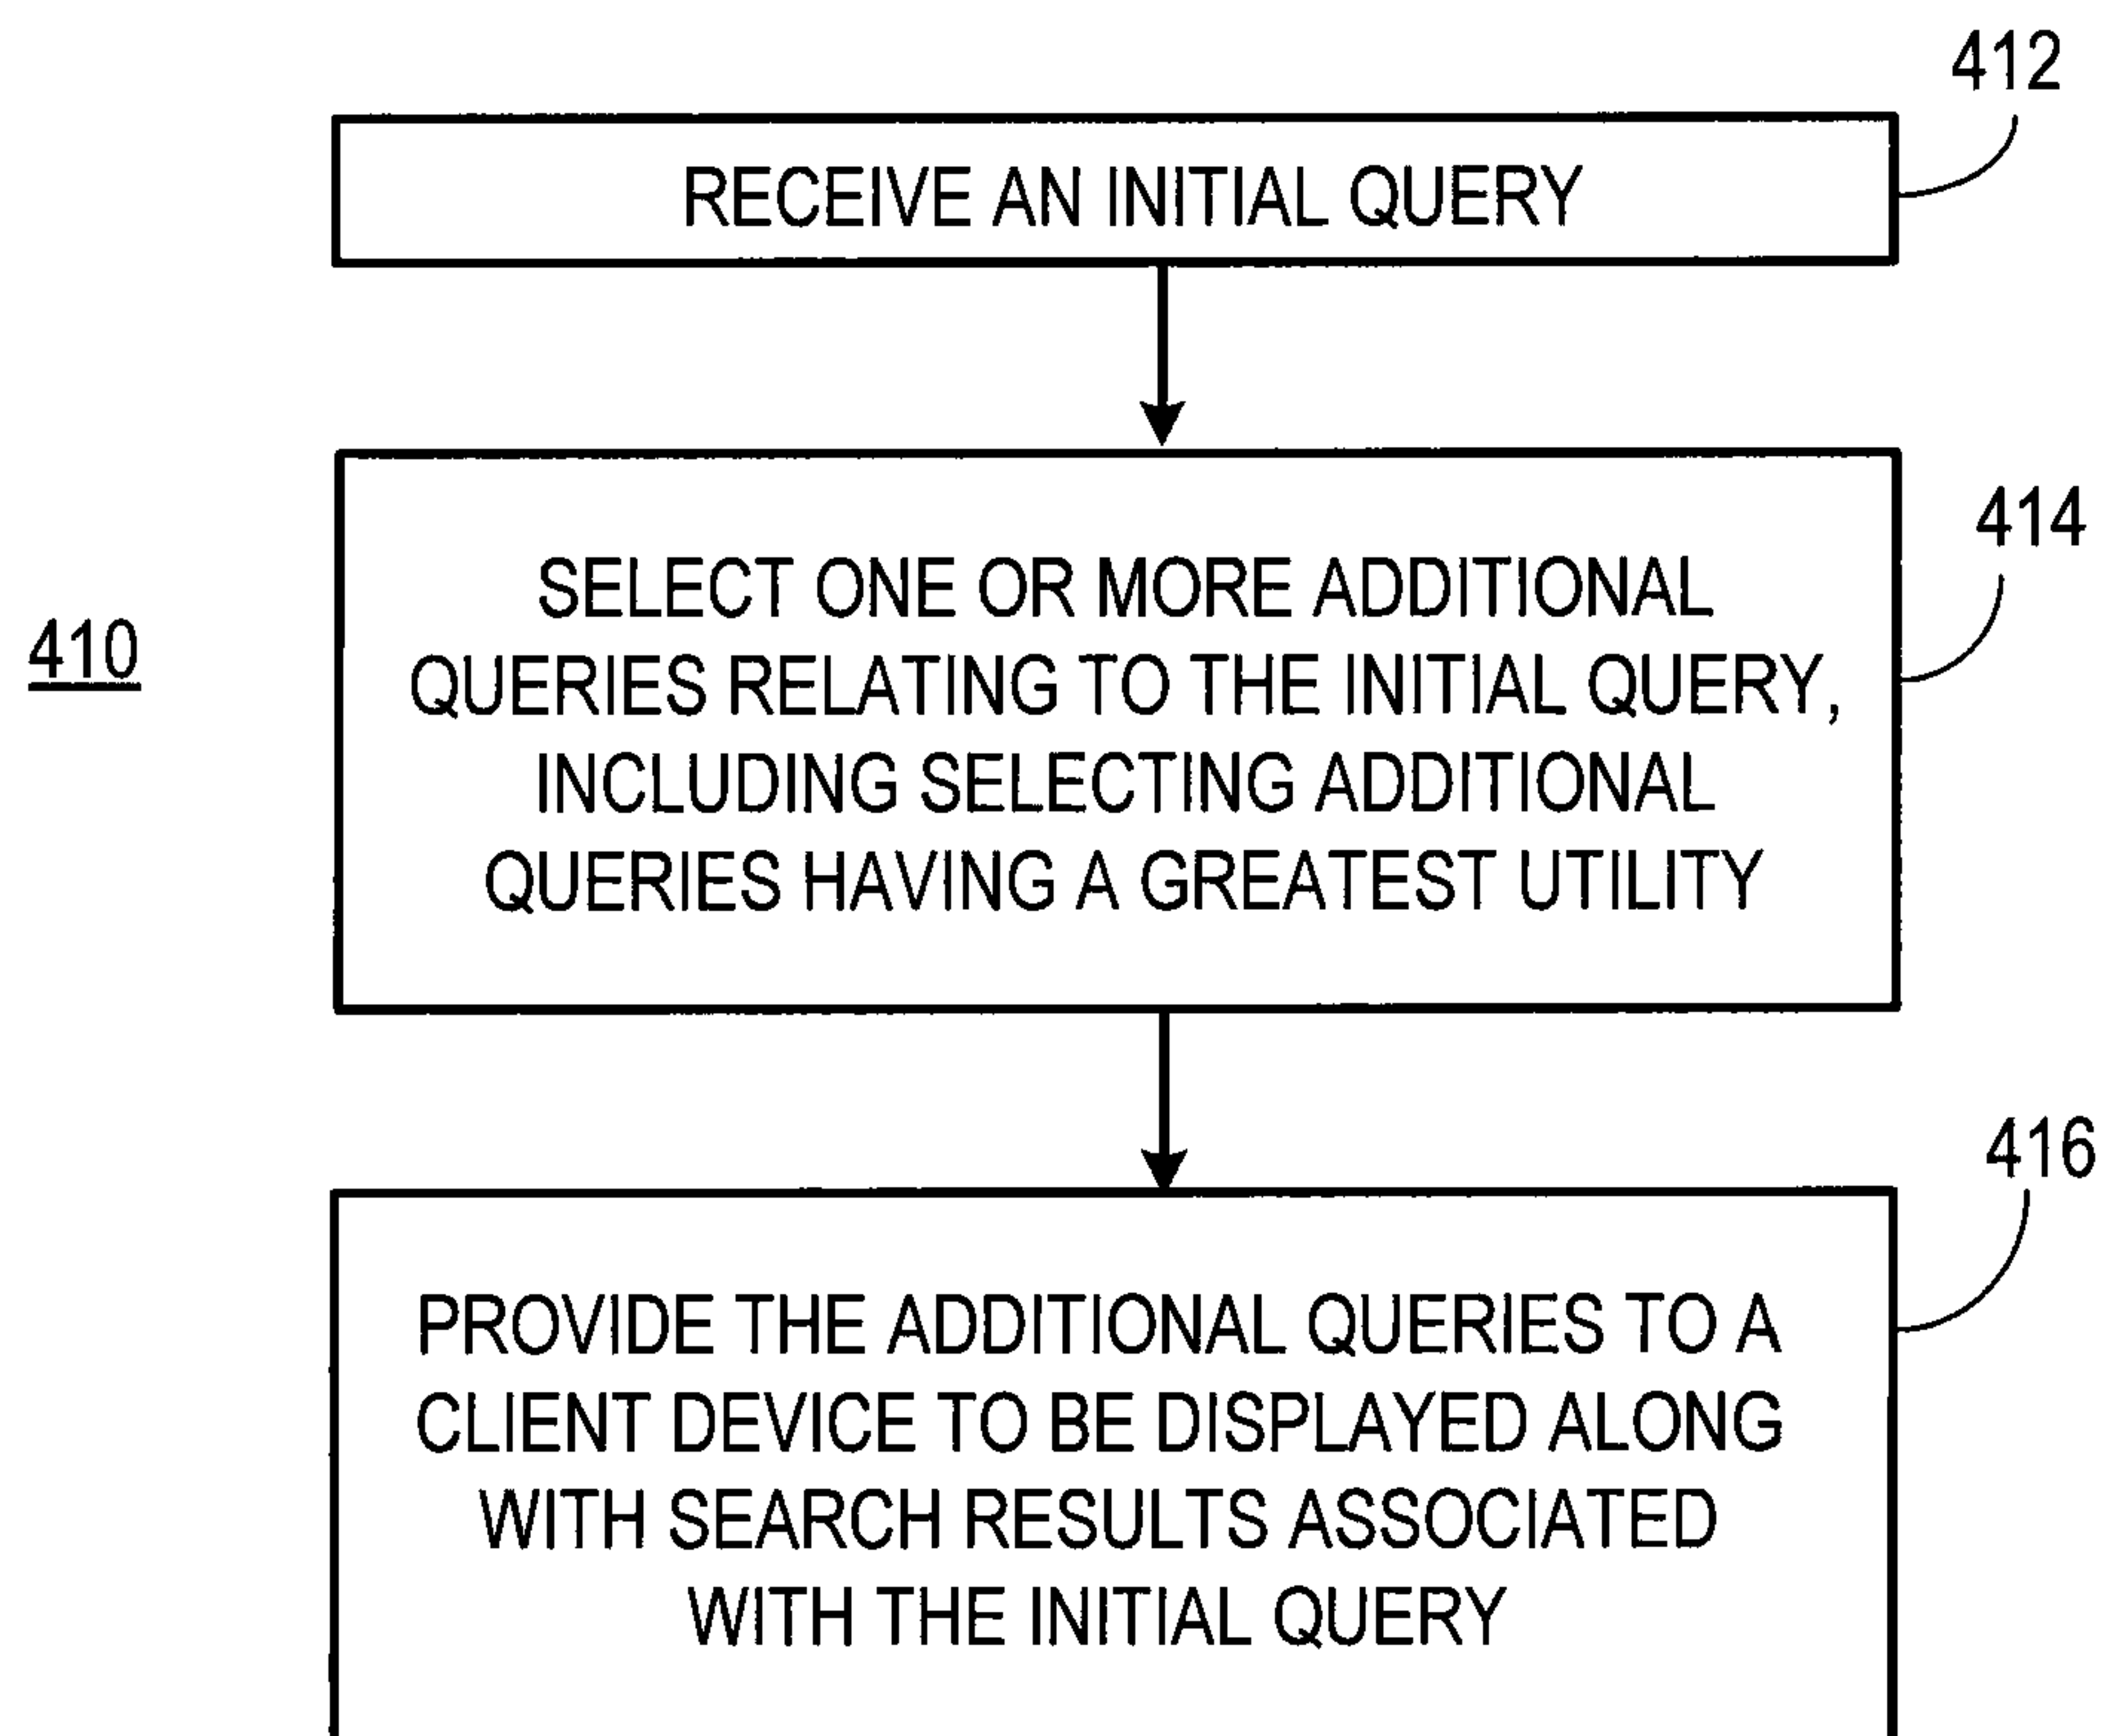 412
RECEIVE AN INITIAL QUERY
414
SELECT ONE OR MORE ADDITIONAL
QUERIES RELATING TO THE INITIAL QUERY,
INCLUDING SELECTING ADDITIONAL
QUERIES HAVING A GREATEST UTILITY
410
416
PROVIDE THE ADDITIONAL QUERIES TO A
CLIENT DEVICE TO BE DISPLAYED ALONG
WITH SEARCH RESULTS ASSOCIATED
WITH THE INITIAL QUERY